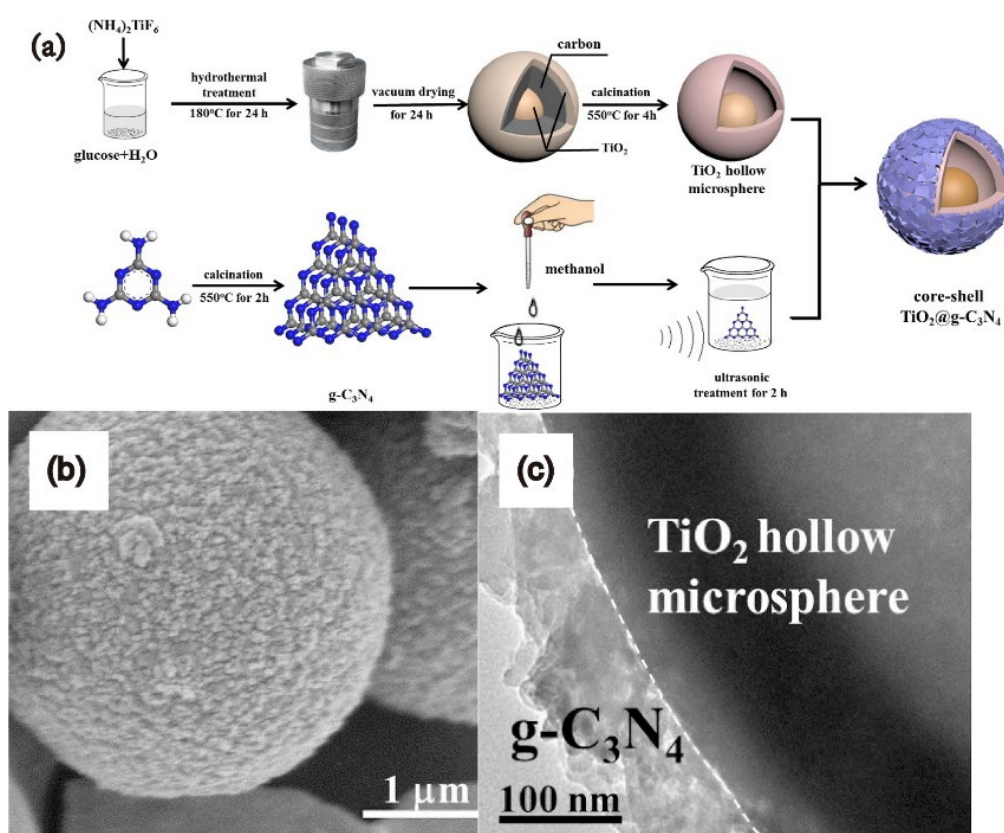 (a)
(NH₄)₂TiF₆
glucose+H₂O
hydrothermal
treatment
180°C for 24 h
vacuum drying
for 24 h
carbon
TiO₂
calcination
550°C for 4h
TiO₂ hollow
microsphere
calcination
550°C for 2h
g-C₃N₄
methanol
ultrasonic
treatment for 2 h
core-shell
TiO₂@g-C₃N₄
(b)
1 μm
(c)
TiO₂ hollow
microsphere
g-C₃N₄
100 nm